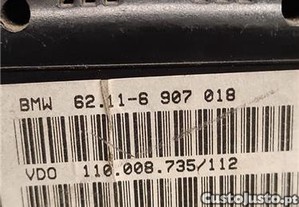 BMW 62.11-6 907 018
VDO 110.008.735/112
CustoJusto.pt